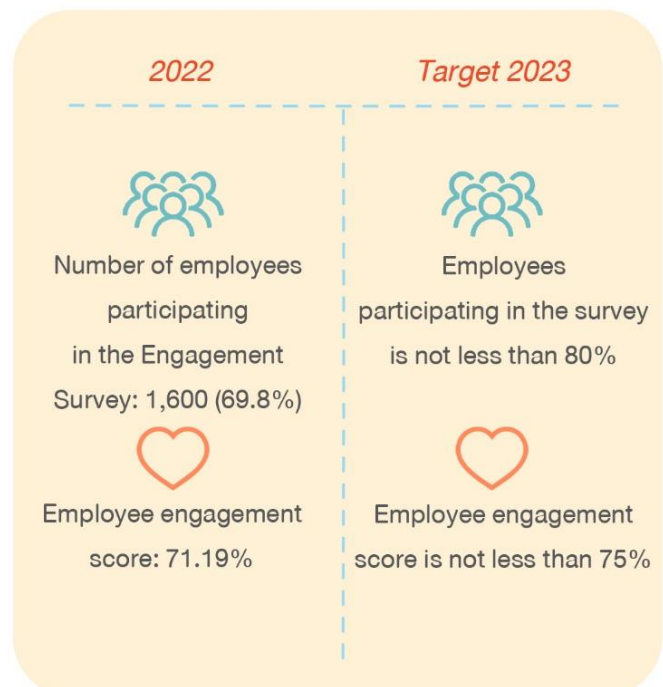 2022
Target 2023
Number of employees
participating
in the Engagement
Survey: 1,600 (69.8%)
Employee engagement
score: 71.19%
Employees
participating in the survey
is not less than 80%
Employee engagement
score is not less than 75%